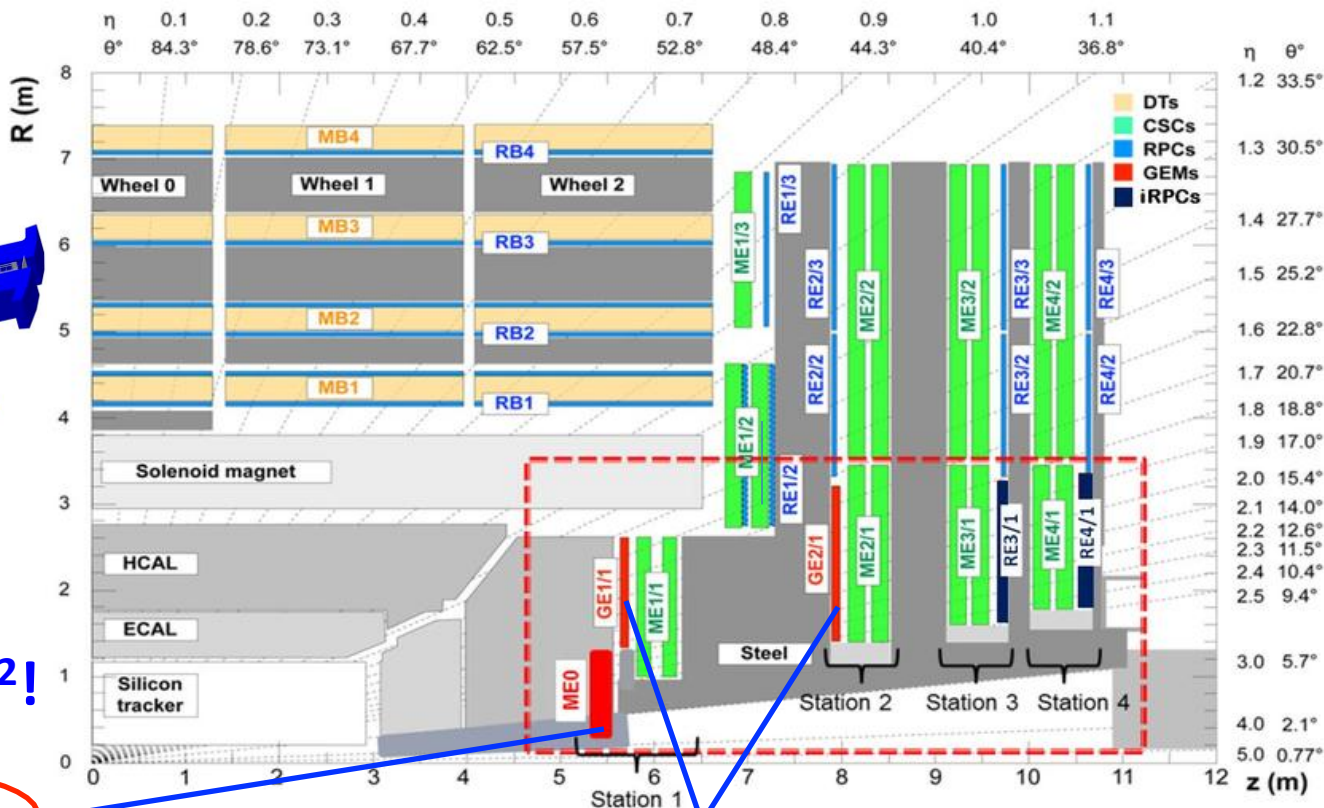 η 0.1 0.2 0.3 0.4 0.5 0.6 0.7 0.8 0.9 1.0 1.1
θ° 84.3° 78.6° 73.1° 67.7° 62.5° 57.5° 52.8° 48.4° 44.3° 40.4° 36.8° η θ°
R (m)
8
7
6
5
4
3
2
1
0
1.2 33.5°
1.3 30.5°
1.4 27.7°
1.5 25.2°
1.6 22.8°
1.7 20.7°
1.8 18.8°
1.9 17.0°
2.0 15.4°
2.1 14.0°
2.2 12.6°
2.3 11.5°
2.4 10.4°
2.5 9.4°
3.0 5.7°
4.0 2.1°
5.0 0.77°
DTs
CSCs
RPCs
GEMs
iRPCs
MB4
RB4
Wheel 0
Wheel 1
Wheel 2
MB3
RB3
MB2
RB2
MB1
RB1
Solenoid magnet
HCAL
ECAL
Silicon
tracker
ME1/3
RE1/3
RE2/3
ME2/2
ME3/2
RE3/3
ME4/2
RE4/3
ME1/2
RE1/2
RE2/2
RE3/2
RE4/2
GE1/1
ME1/1
GE2/1
ME2/1
ME3/1
RE3/1
ME4/1
RE4/1
ME0
Steel
Station 2
Station 3
Station 4
2!
0 1 2 3 4 5 6 7 8 9 10 11 12 z (m)
Station 1